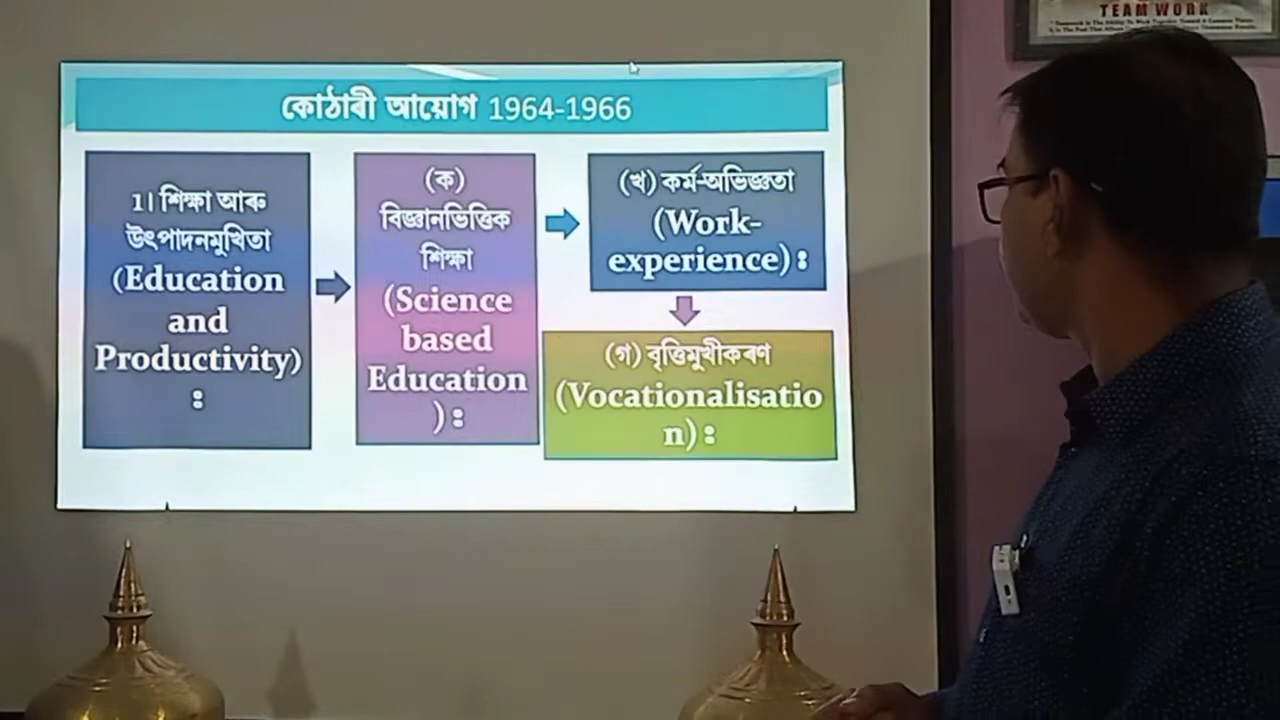 TEAM WORK
কোঠাৰী আয়োগ 1964-1966
1। শিক্ষা আৰু
উৎপাদনমুখিতা
(Education
and
Productivity)
:
(ক)
বিজ্ঞানভিত্তিক
শিক্ষা
(Science
based
Education
) :
(খ) কৰ্ম-অভিজ্ঞতা
(Work-
experience) :
(গ) বৃত্তিমুখীকৰণ
(Vocationalisatio
n) :